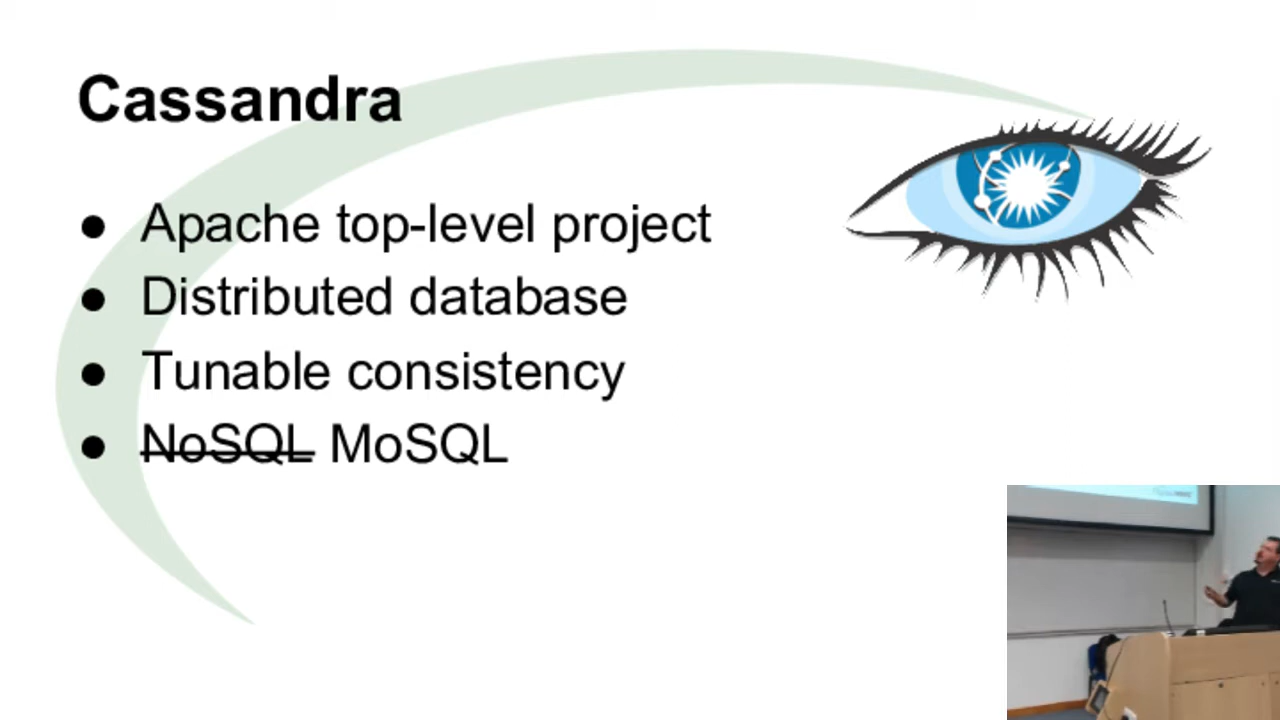 Cassandra
● Apache top-level project
● Distributed database
● Tunable consistency
● NoSQL MoSQL